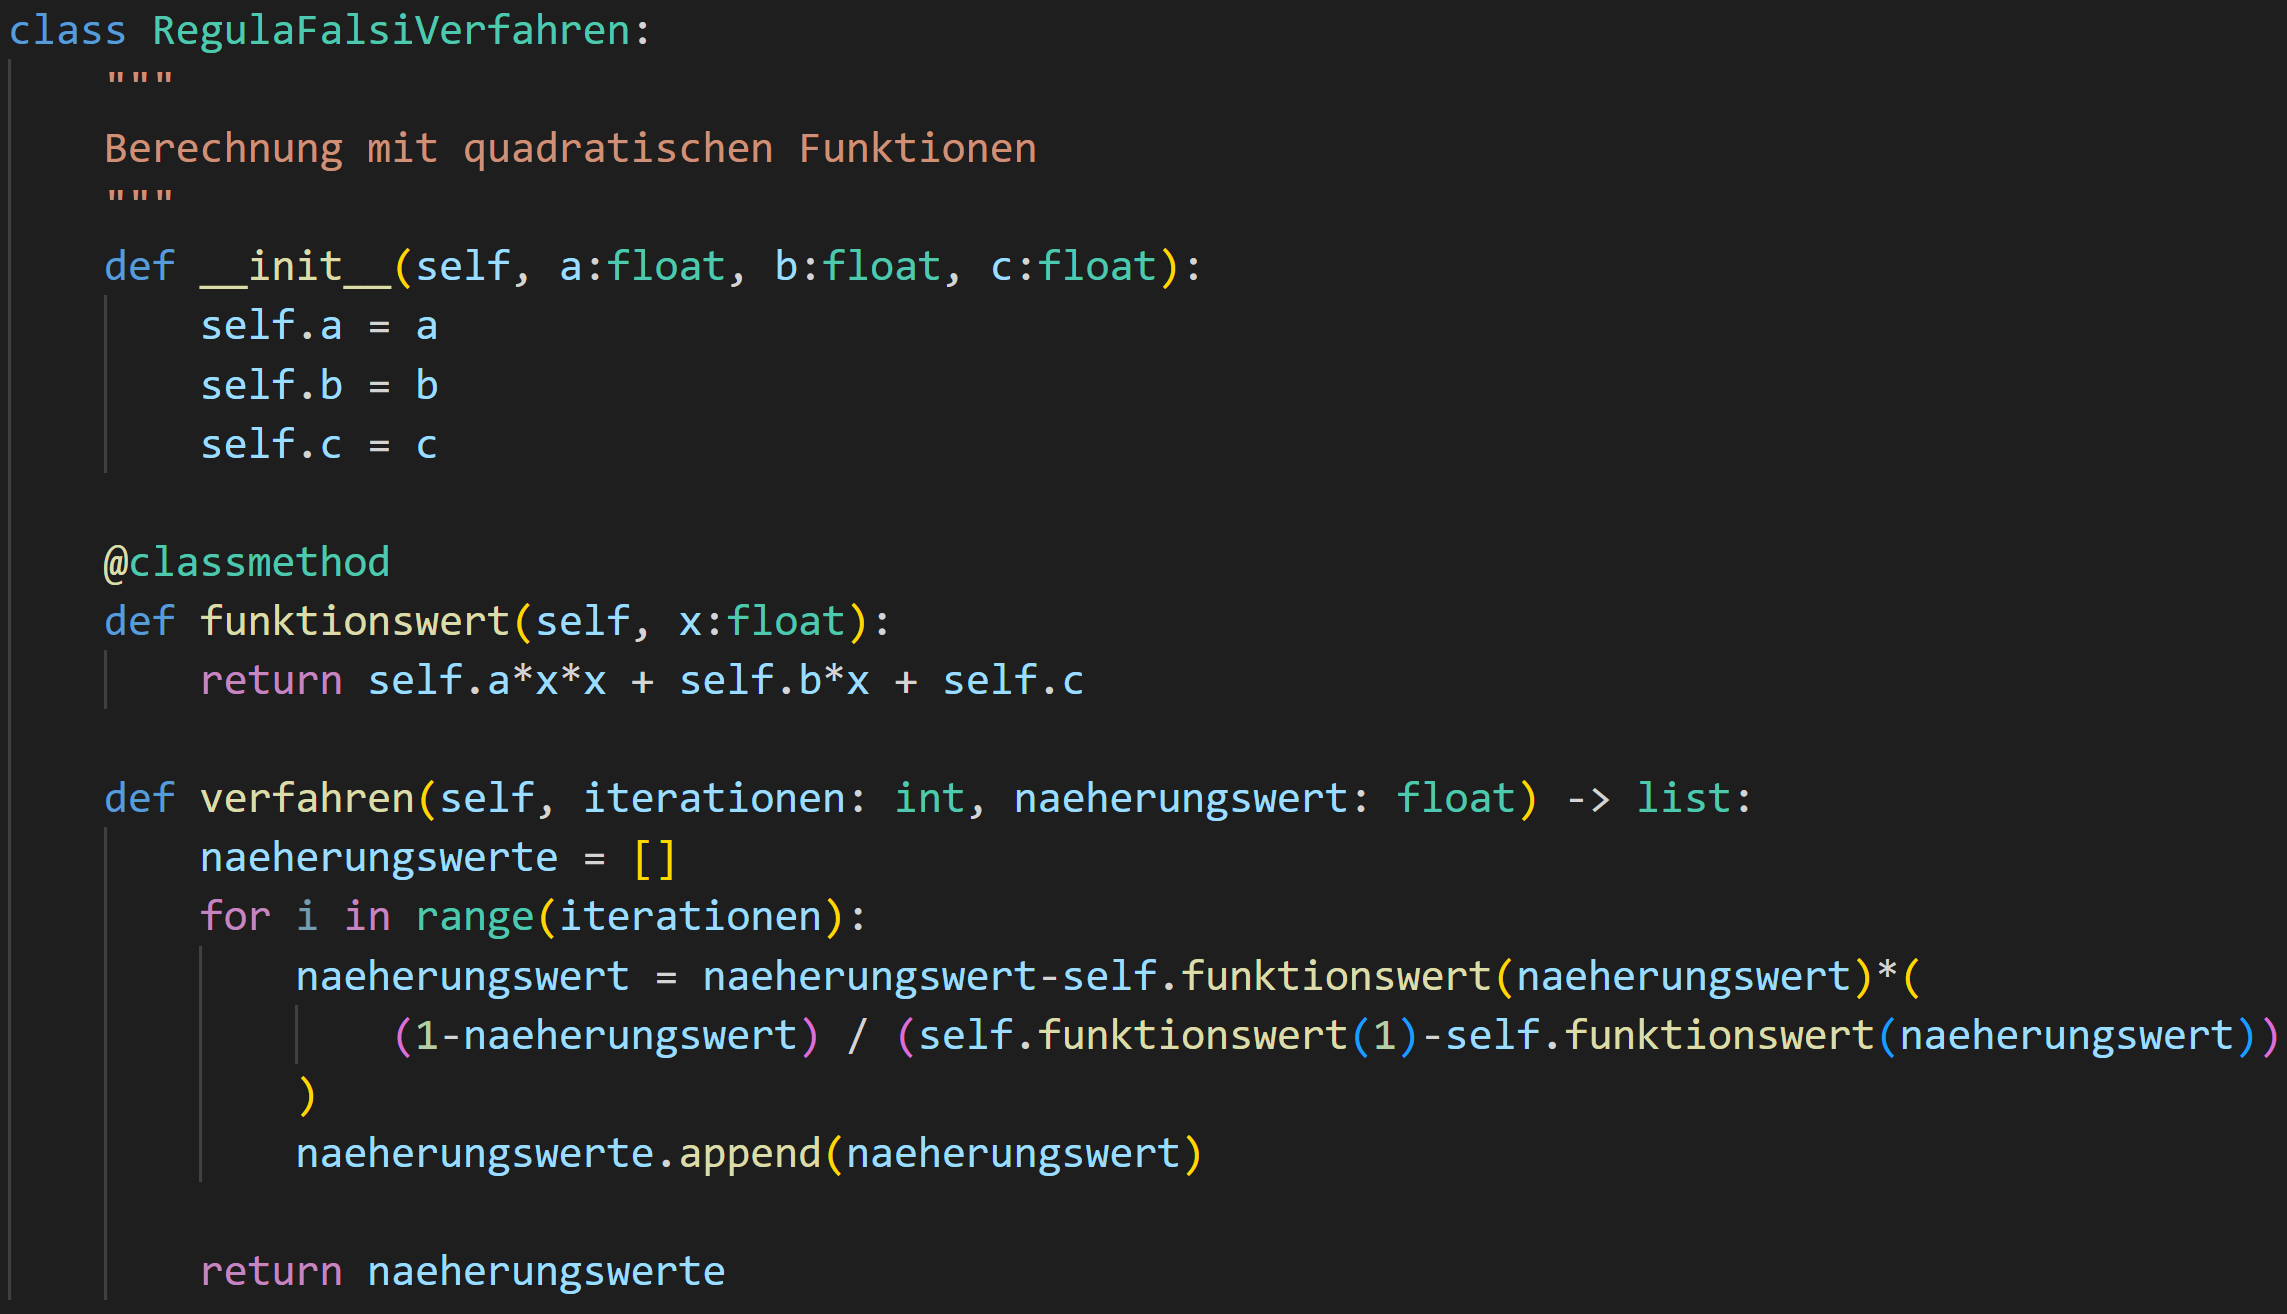 class RegulaFalsiVerfahren:
    """
    Berechnung mit quadratischen Funktionen
    """
    def __init__(self, a:float, b:float, c:float):
        self.a = a
        self.b = b
        self.c = c

    @classmethod
    def funktionswert(self, x:float):
        return self.a*x*x + self.b*x + self.c

    def verfahren(self, iterationen: int, naeherungswert: float) -> list:
        naeherungswerte = []
        for i in range(iterationen):
            naeherungswert = naeherungswert-self.funktionswert(naeherungswert)*(
                (1-naeherungswert) / (self.funktionswert(1)-self.funktionswert(naeherungswert))
            )
            naeherungswerte.append(naeherungswert)

        return naeherungswerte